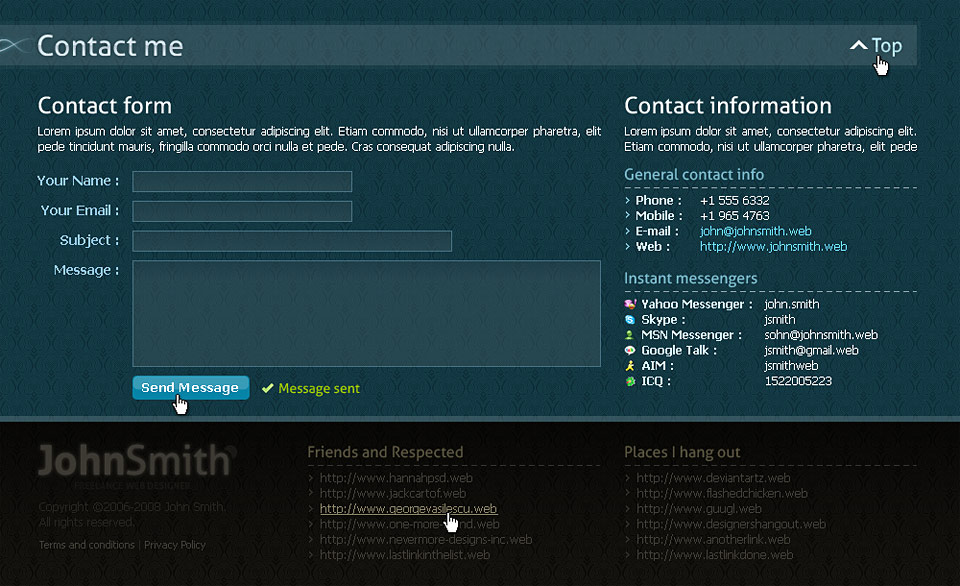 Contact me
Top
Contact form
Lorem ipsum dolor sit amet, consectetur adipiscing elit. Etiam commodo, nisi ut ullamcorper pharetra, elit
pede tincidunt mauris, fringilla commodo orci nulla et pede. Cras consequat adipiscing nulla.
Your Name :
Your Email :
Subject :
Message :
Send Message
Message sent
Contact information
Lorem ipsum dolor sit amet, consectetur adipiscing elit.
Etiam commodo, nisi ut ullamcorper pharetra, elit pede
General contact info
Phone : +1 555 6332
Mobile : +1 965 4763
E-mail : john@johnsmith.web
Web : http://www.johnsmith.web
Instant messengers
Yahoo Messenger : john.smith
Skype : jsmith
MSN Messenger : sohn@johnsmith.web
Google Talk : jsmith@gmail.web
AIM : jsmithweb
ICQ : 1522005223
JohnSmith
FREELANCE WEB DESIGNER
Copyright ©2006-2008 John Smith.
All rights reserved.
Terms and conditions | Privacy Policy
Friends and Respected
http://www.hannahpsd.web
http://www.jackcartof.web
http://www.georgevasilescu.web
http://www.one-more- nd.web
http://www.nevermore-designs-inc.web
http://www.lastlinkinthelist.web
Places I hang out
http://www.deviantartz.web
http://www.flashedchicken.web
http://www.guugl.web
http://www.designershangout.web
http://www.anotherlink.web
http://www.lastlinkdone.web